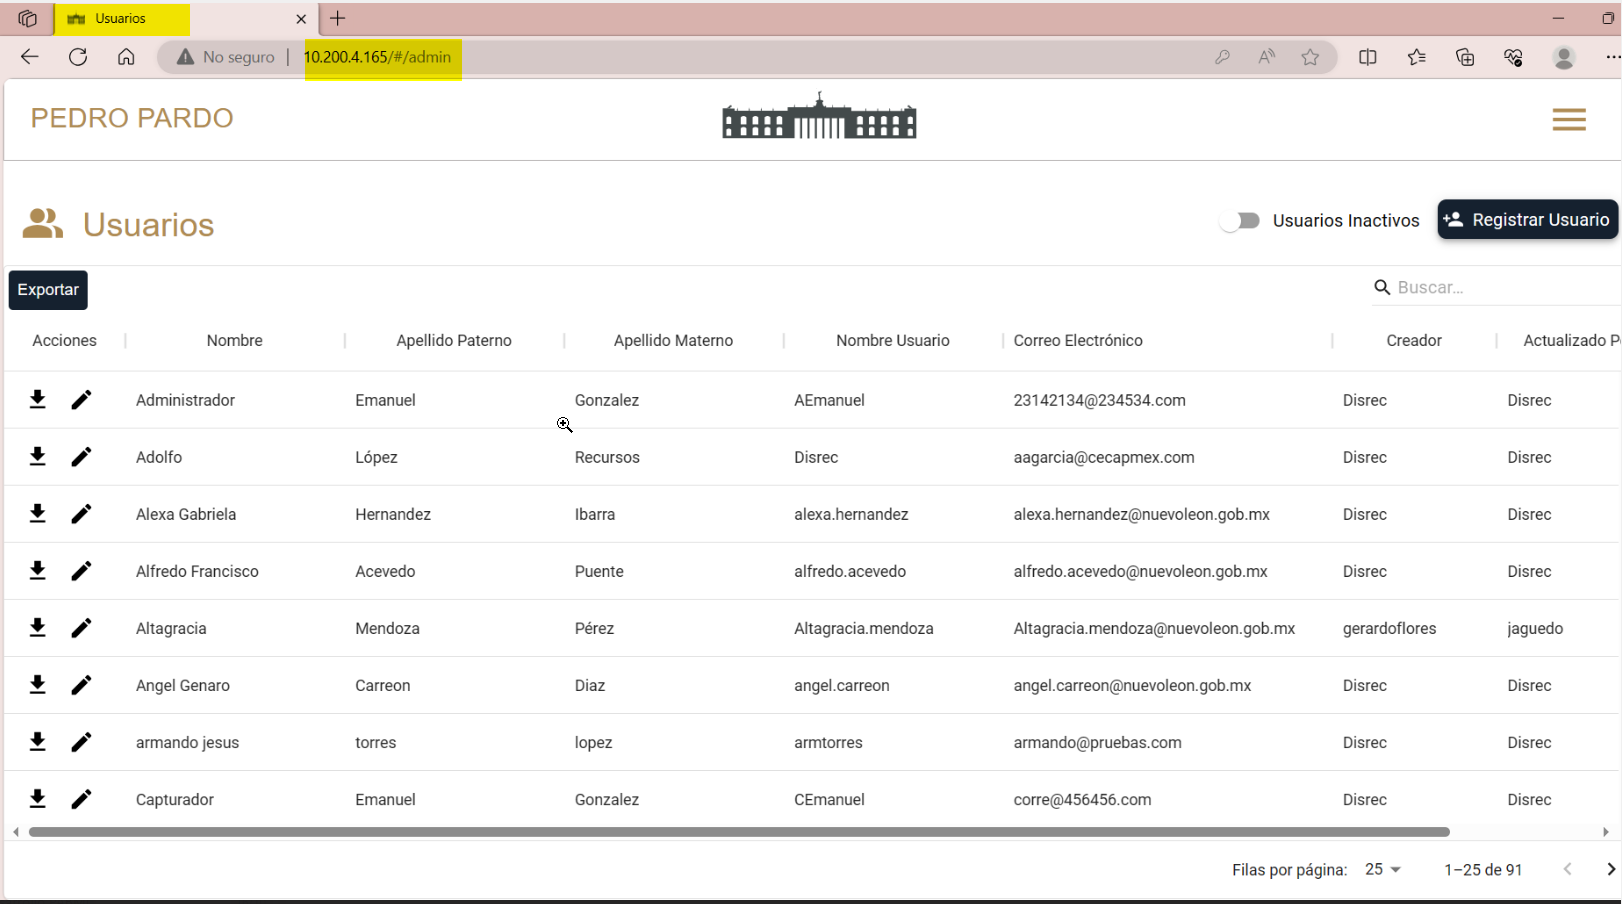 Usuarios
No seguro | 10.200.4.165/#/admin
PEDRO PARDO
Usuarios
Usuarios Inactivos
Registrar Usuario
Exportar
Buscar...
Acciones Nombre Apellido Paterno Apellido Materno Nombre Usuario Correo Electrónico Creador Actualizado P
Administrador Emanuel Gonzalez AEmanuel 23142134@234534.com Disrec Disrec
Adolfo López Recursos Disrec aagarcia@cecapmex.com Disrec Disrec
Alexa Gabriela Hernandez Ibarra alexa.hernandez alexa.hernandez@nuevoleon.gob.mx Disrec Disrec
Alfredo Francisco Acevedo Puente alfredo.acevedo alfredo.acevedo@nuevoleon.gob.mx Disrec Disrec
Altagracia Mendoza Pérez Altagracia.mendoza Altagracia.mendoza@nuevoleon.gob.mx gerardoflores jaguedo
Angel Genaro Carreon Diaz angel.carreon angel.carreon@nuevoleon.gob.mx Disrec Disrec
armando jesus torres lopez armtorres armando@pruebas.com Disrec Disrec
Capturador Emanuel Gonzalez CEmanuel corre@456456.com Disrec Disrec
Filas por página: 25 1–25 de 91